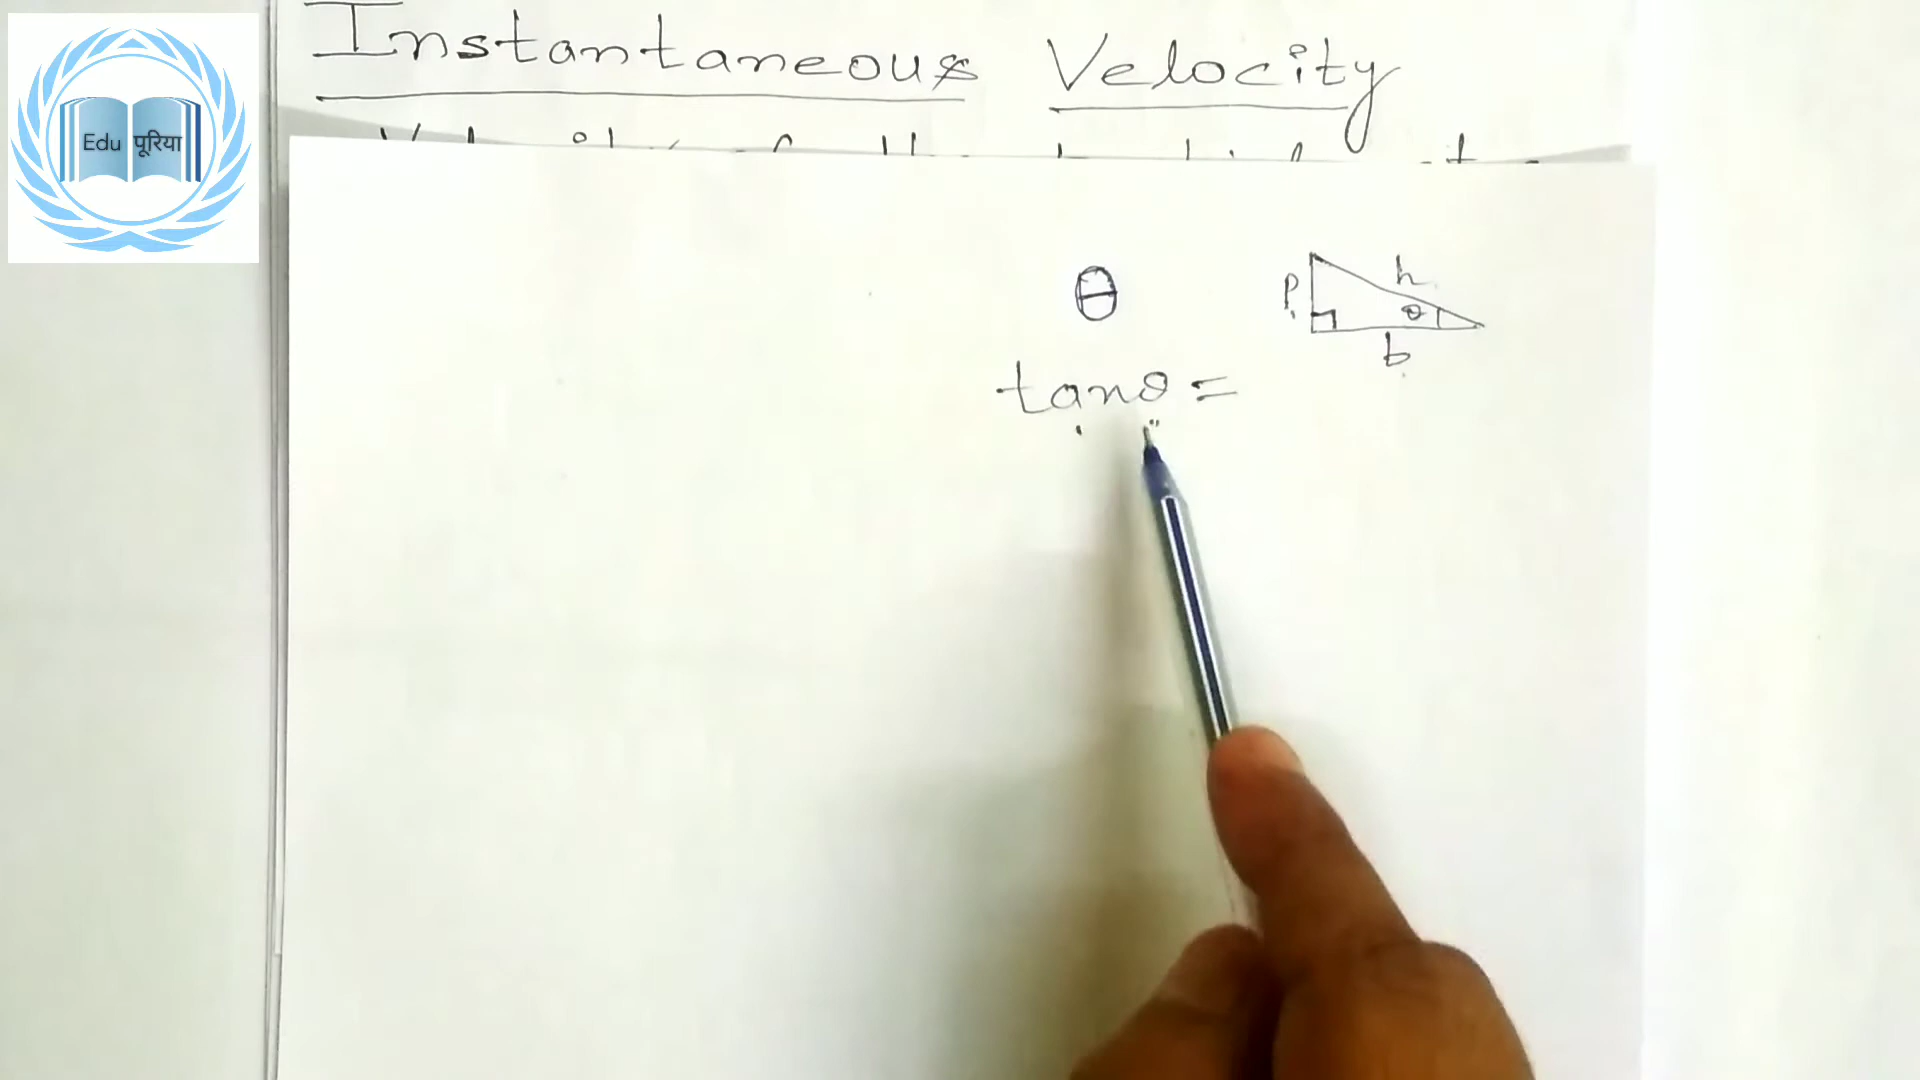 Instantaneous Velocity
Edu पूरिया
θ
p h θ b
tanθ =